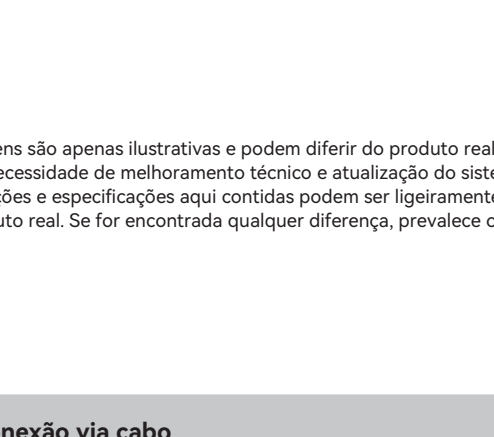 ens são apenas ilustrativas e podem diferir do produto real
ecessidade de melhoramento técnico e atualização do siste
ções e especificações aqui contidas podem ser ligeiramente
uto real. Se for encontrada qualquer diferença, prevalece o
nexão via cabo